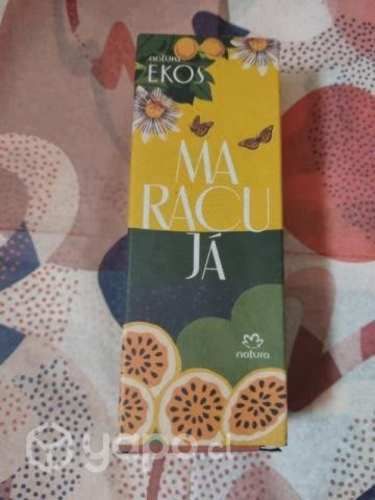 natura
EKOS
MA
RACU
JÁ
natura
yapo.cl